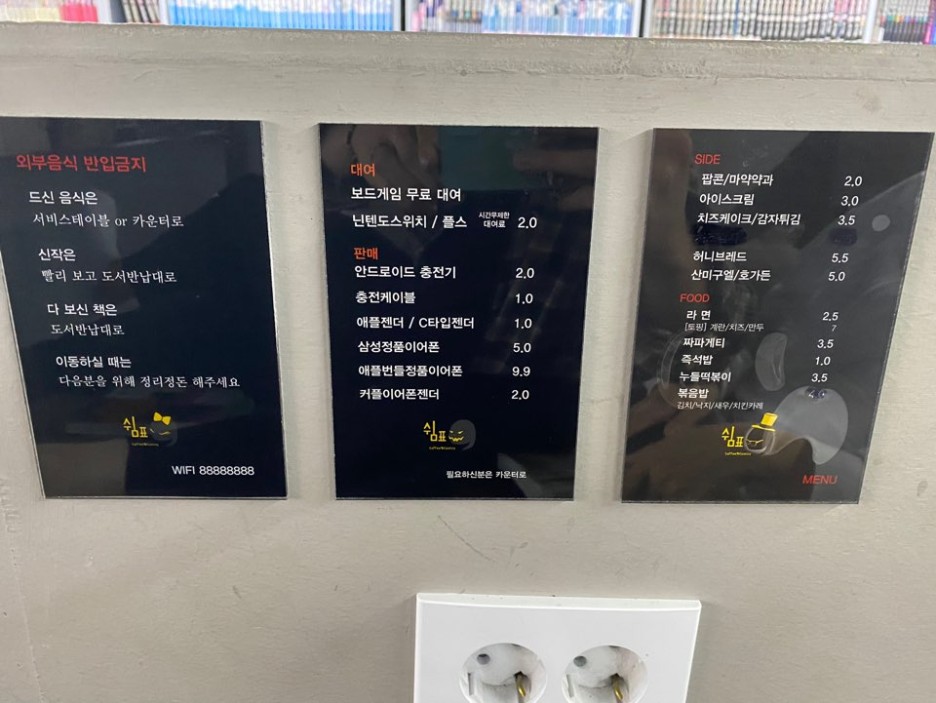 외부음식 반입금지
드신 음식은
서비스테이블 or 카운터로
신작은
빨리 보고 도서반납대로
다 보신 책은
도서반납대로
이동하실 때는
다음분을 위해 정리정돈 해주세요
쉼표
WIFI 88888888
대여
보드게임 무료 대여
닌텐도스위치 / 플스 시간무제한 대여료 2.0
판매
안드로이드 충전기 2.0
충전케이블 1.0
애플젠더 / C타입젠더 1.0
삼성정품이어폰 5.0
애플번들정품이어폰 9.9
커플이어폰젠더 2.0
쉼표
필요하신분은 카운터로
SIDE
팝콘/마약약과 2.0
아이스크림 3.0
치즈케이크/감자튀김 3.5
허니브레드 5.5
산미구엘/호가든 5.0
FOOD
라 면 2.5
[토핑] 계란/치즈/만두 7
짜파게티 3.5
즉석밥 1.0
누들떡볶이 3.5
볶음밥
김치/낙지/새우/치킨카레
쉼표
MENU